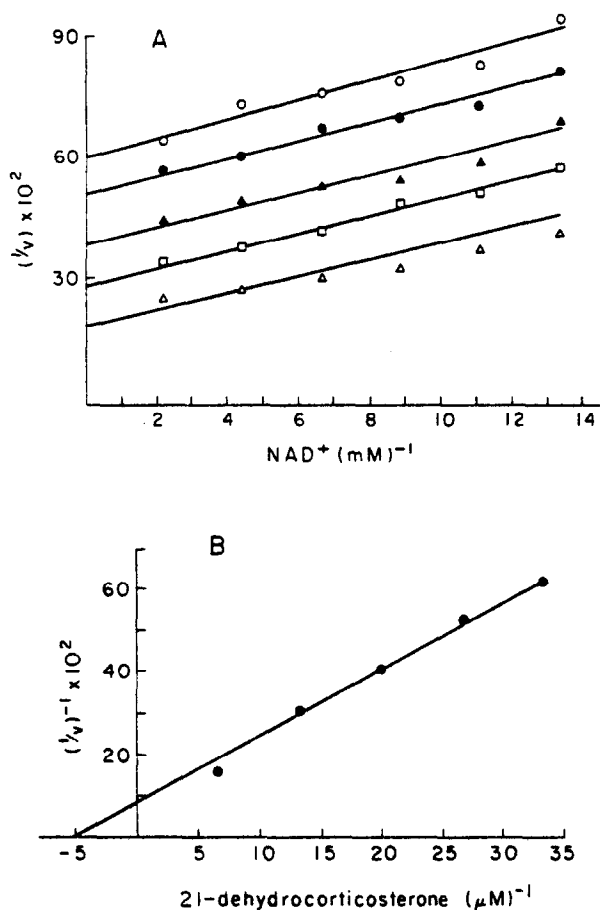 A
90
60
30
(1/v) x 10²
2 4 6 8 10 12 14
NAD⁺ (mM)⁻¹
B
60
40
20
(1/v)⁻¹ x 10²
-5 5 10 15 20 25 30 35
21-dehydrocorticosterone (μM)⁻¹